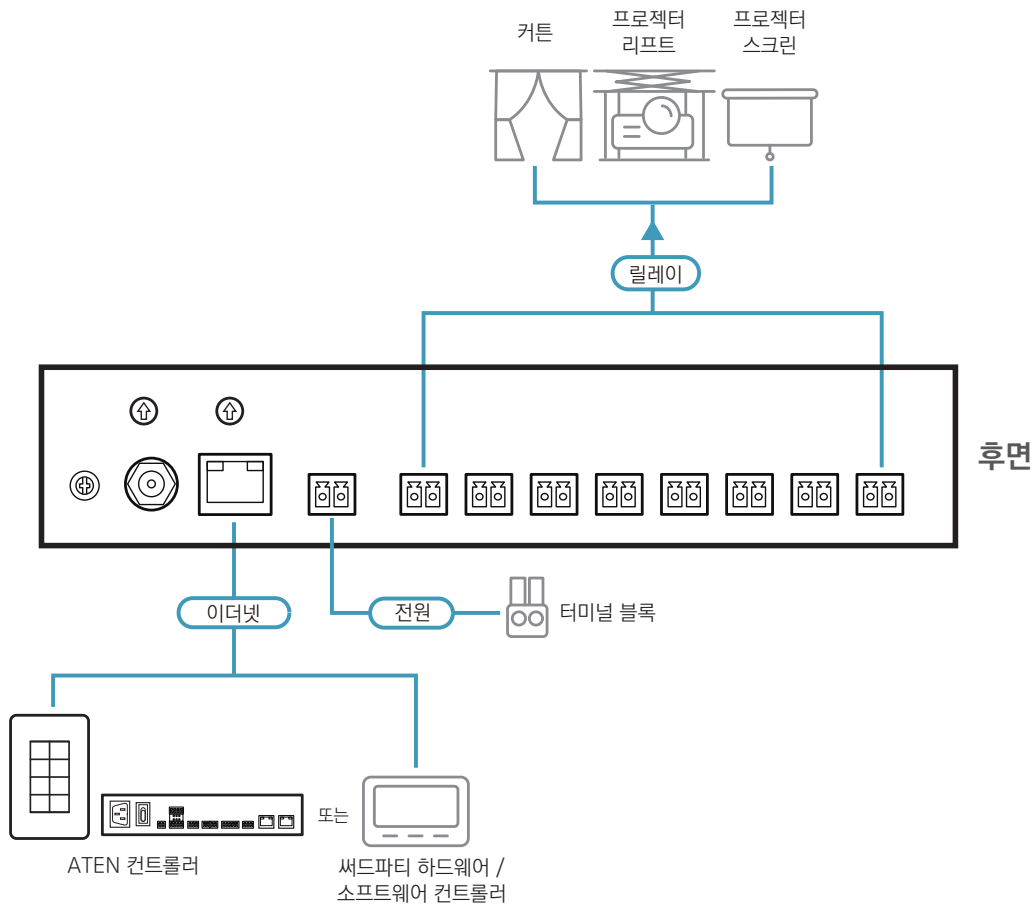 커튼
프로젝터
리프트
프로젝터
스크린
릴레이
후면
이더넷
전원
터미널 블록
또는
ATEN 컨트롤러
써드파티 하드웨어 /
소프트웨어 컨트롤러